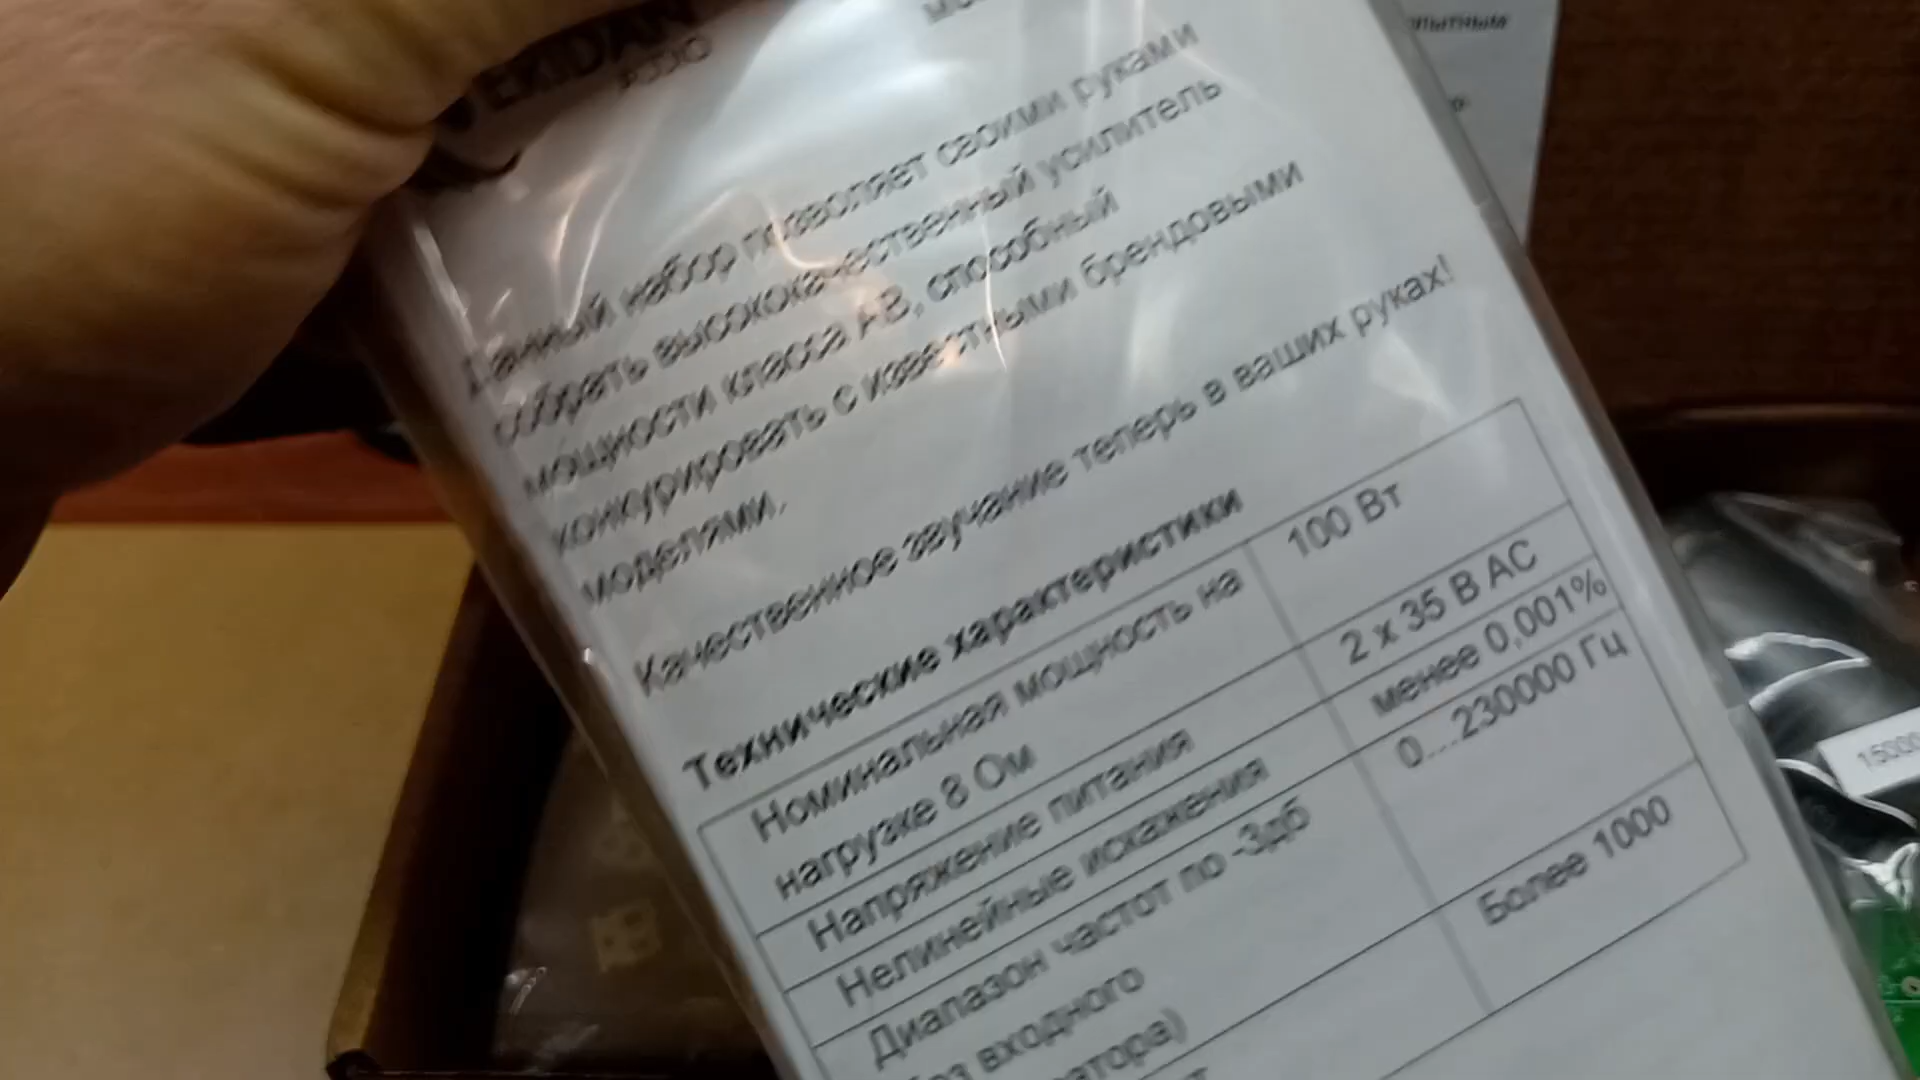 Данный набор позволяет своими руками
собрать высококачественный усилитель
мощности класса АВ, способный
конкурировать с известными брендовыми
моделями.
Качественное звучание теперь в ваших руках!
Технические характеристики
Номинальная мощность на
нагрузке 8 Ом
100 Вт
Напряжение питания
2 x 35 В АС
Нелинейные искажения
менее 0,001%
Диапазон частот по -3дб
0...230000 Гц
входного
Более 1000